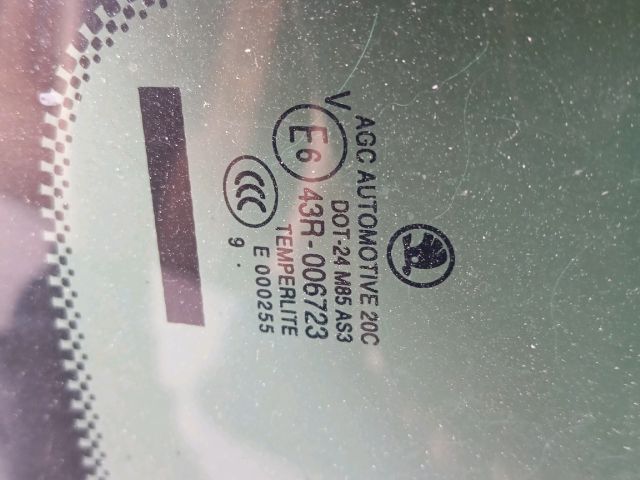 AGC AUTOMOTIVE 20C
V DOT-24 M85 AS3
E6 43R-006723
TEMPERLITE
CCC E 000255
9 .